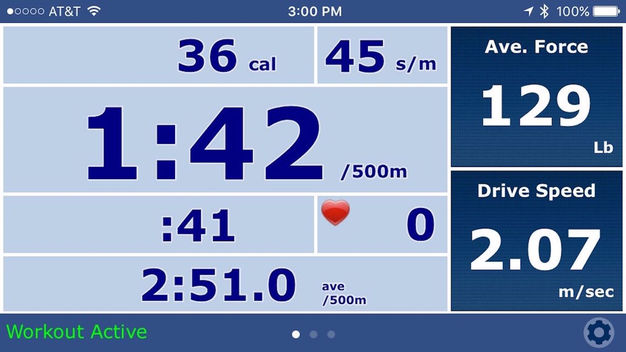 AT&T 3:00 PM 100%
36 cal 45 s/m
1:42 /500m
:41 0
2:51.0 ave /500m
Ave. Force
129
Lb
Drive Speed
2.07
m/sec
Workout Active